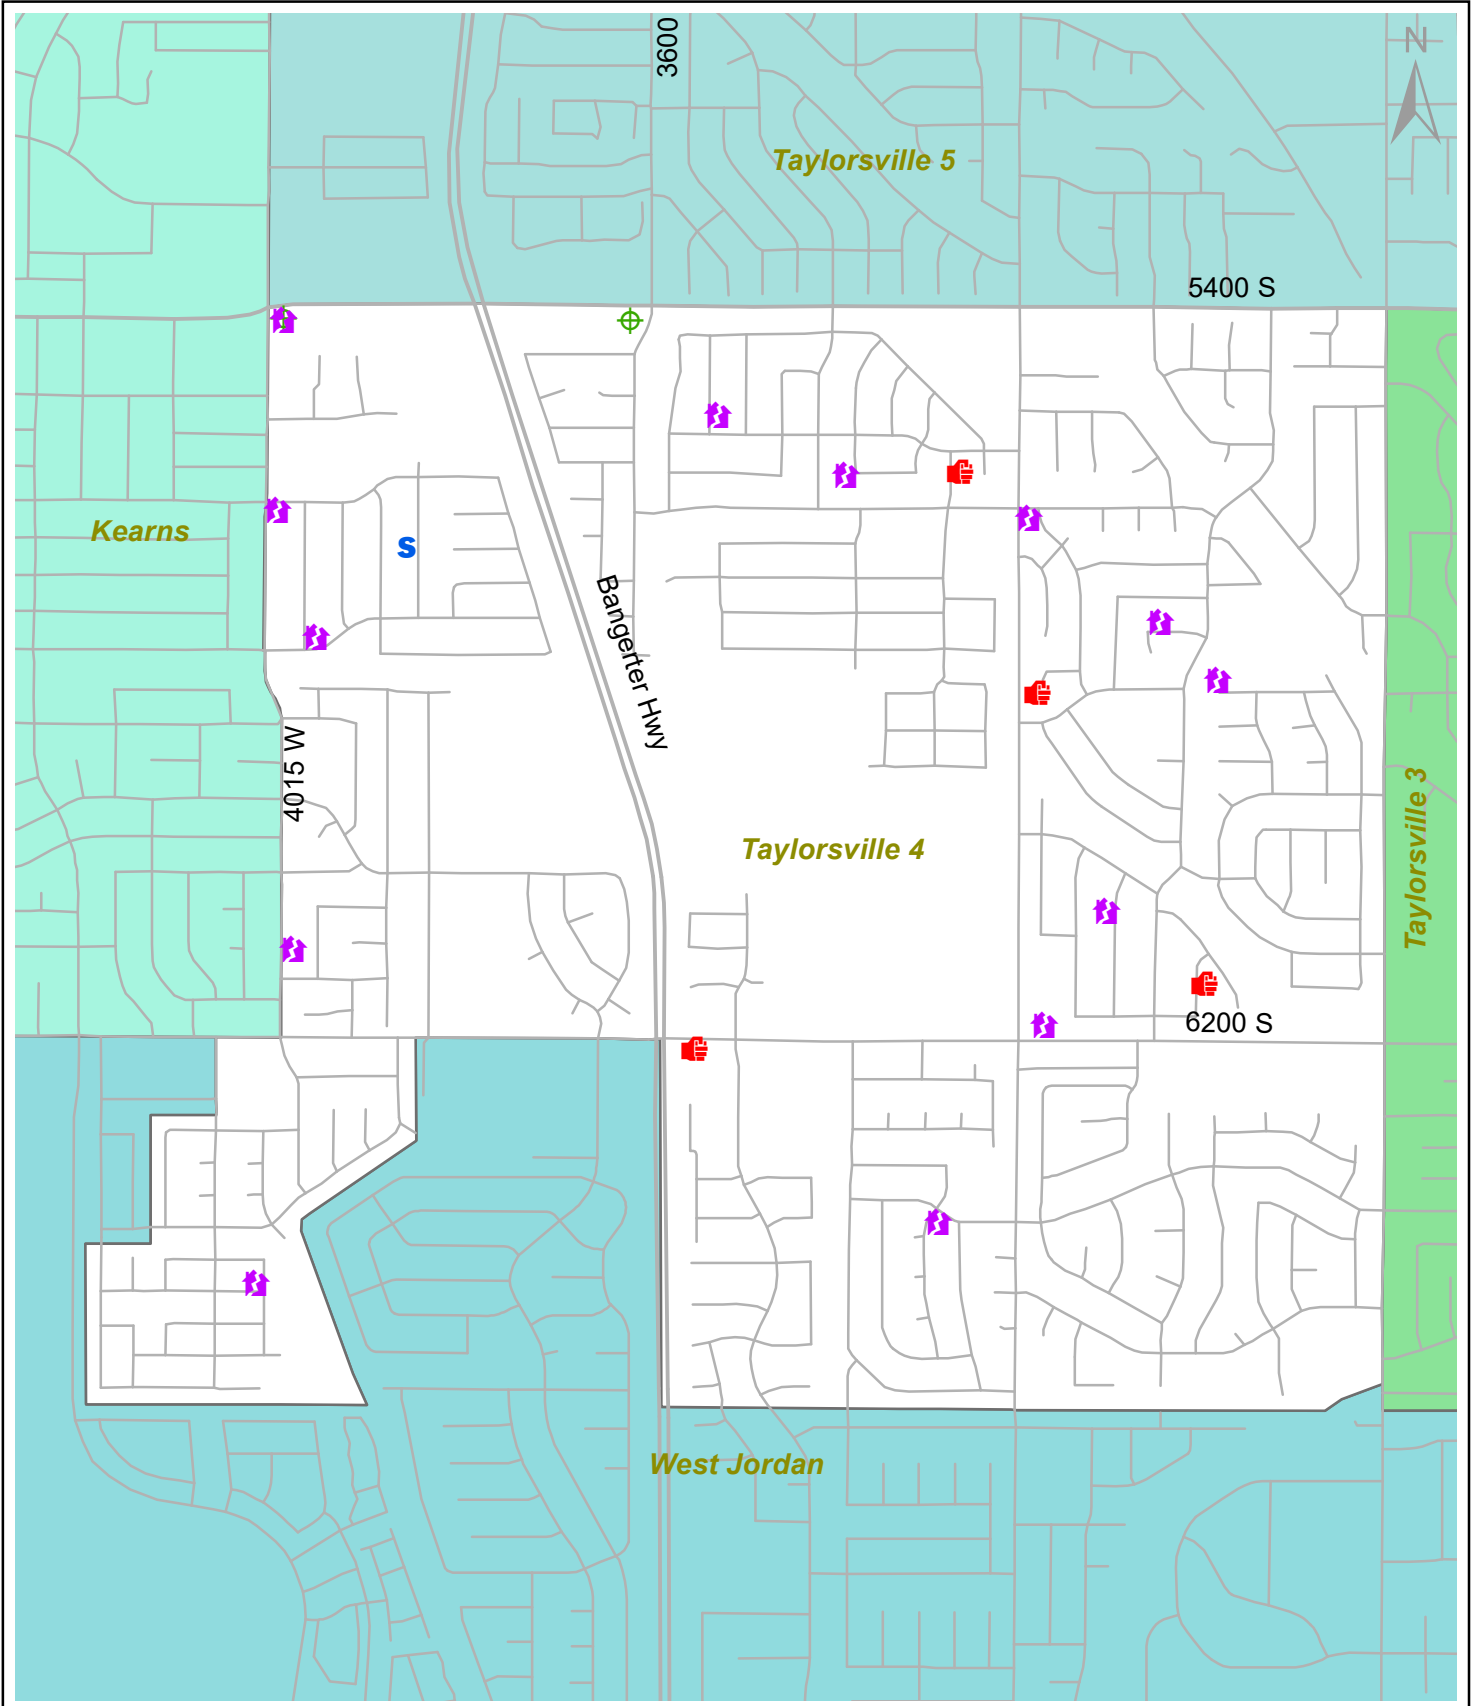 3600
N
Taylorsville 5
5400 S
Kearns
S
Bangerter Hwy
4015 W
Taylorsville 4
Taylorsville 3
6200 S
West Jordan